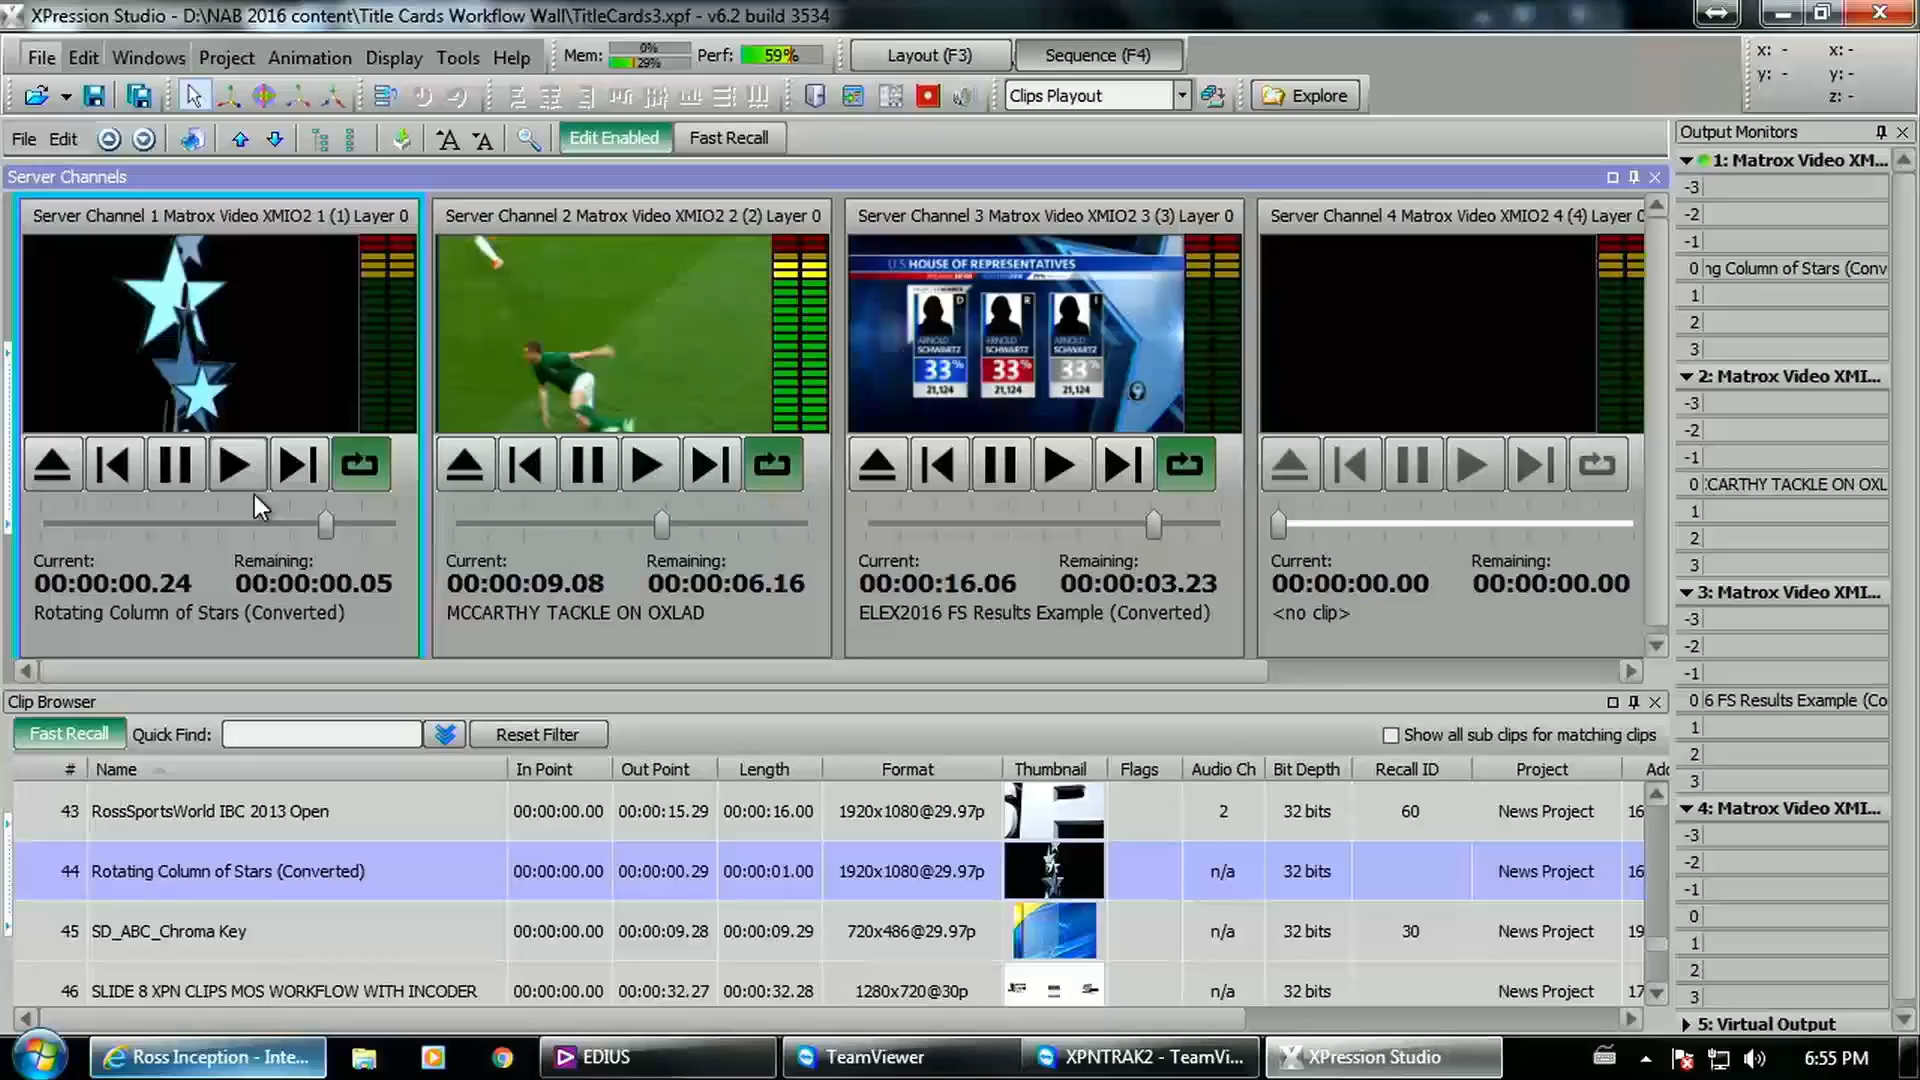 XPression Studio - D:\NAB 2016 content\Title Cards Workflow Wall\TitleCards3.xpf - v6.2 build 3534
File Edit Windows Project Animation Display Tools Help Mem: 0% 29% Perf: 59% Layout (F3) Sequence (F4)
x: - x: -
y: - y: -
z: -
Clips Playout Explore
File Edit A A Edit Enabled Fast Recall
Output Monitors
Server Channels
Server Channel 1 Matrox Video XMIO2 1 (1) Layer 0
Server Channel 2 Matrox Video XMIO2 2 (2) Layer 0
Server Channel 3 Matrox Video XMIO2 3 (3) Layer 0
Server Channel 4 Matrox Video XMIO2 4 (4) Layer 0
U.S HOUSE OF REPRESENTATIVES
D R I
ARNOLD ARNOLD ARNOLD
SCHWARTZ SCHWARTZ SCHWARTZ
33% 33% 33%
21,124 21,124 21,124
Current: Remaining:
00:00:00.24 00:00:00.05
Rotating Column of Stars (Converted)
Current: Remaining:
00:00:09.08 00:00:06.16
MCCARTHY TACKLE ON OXLAD
Current: Remaining:
00:00:16.06 00:00:03.23
ELEX2016 FS Results Example (Converted)
Current: Remaining:
00:00:00.00 00:00:00.00
<no clip>
Clip Browser
Fast Recall Quick Find: Reset Filter Show all sub clips for matching clips
# Name In Point Out Point Length Format Thumbnail Flags Audio Ch Bit Depth Recall ID Project Adc
43 RossSportsWorld IBC 2013 Open 00:00:00.00 00:00:15.29 00:00:16.00 1920x1080@29.97p 2 32 bits 60 News Project 16
44 Rotating Column of Stars (Converted) 00:00:00.00 00:00:00.29 00:00:01.00 1920x1080@29.97p n/a 32 bits News Project 16
45 SD_ABC_Chroma Key 00:00:00.00 00:00:09.28 00:00:09.29 720x486@29.97p n/a 32 bits 30 News Project 19
46 SLIDE 8 XPN CLIPS MOS WORKFLOW WITH INCODER 00:00:00.00 00:00:32.27 00:00:32.28 1280x720@30p n/a 32 bits News Project 17
1: Matrox Video XM...
-3
-2
-1
0 ng Column of Stars (Conv
1
2
3
2: Matrox Video XMI...
-3
-2
-1
0 CARTHY TACKLE ON OXL
1
2
3
3: Matrox Video XMI...
-3
-2
-1
0 6 FS Results Example (Co
1
2
3
4: Matrox Video XMI...
-3
-2
-1
0
1
2
3
5: Virtual Output
Ross Inception - Inte... EDIUS TeamViewer XPNTRAK2 - TeamVi... XPression Studio 6:55 PM